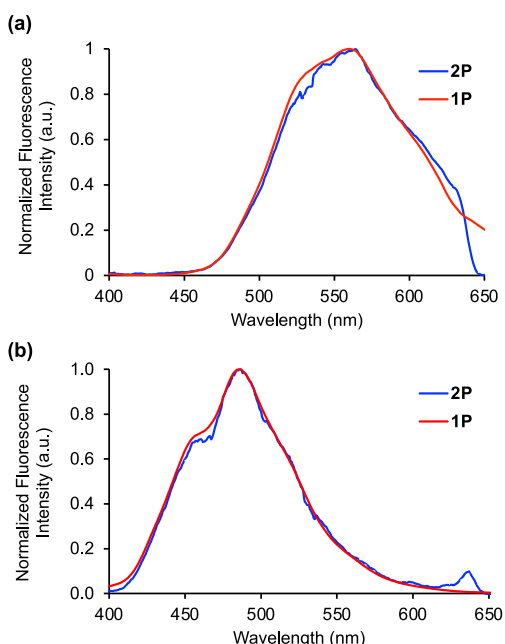 (a)
Normalized Fluorescence
Intensity (a.u.)
1
0.8
0.6
0.4
0.2
0
2P
1P
400 450 500 550 600 650
Wavelength (nm)
(b)
Normalized Fluorescence
Intensity (a.u.)
1.0
0.8
0.6
0.4
0.2
0.0
2P
1P
400 450 500 550 600 650
Wavelength (nm)